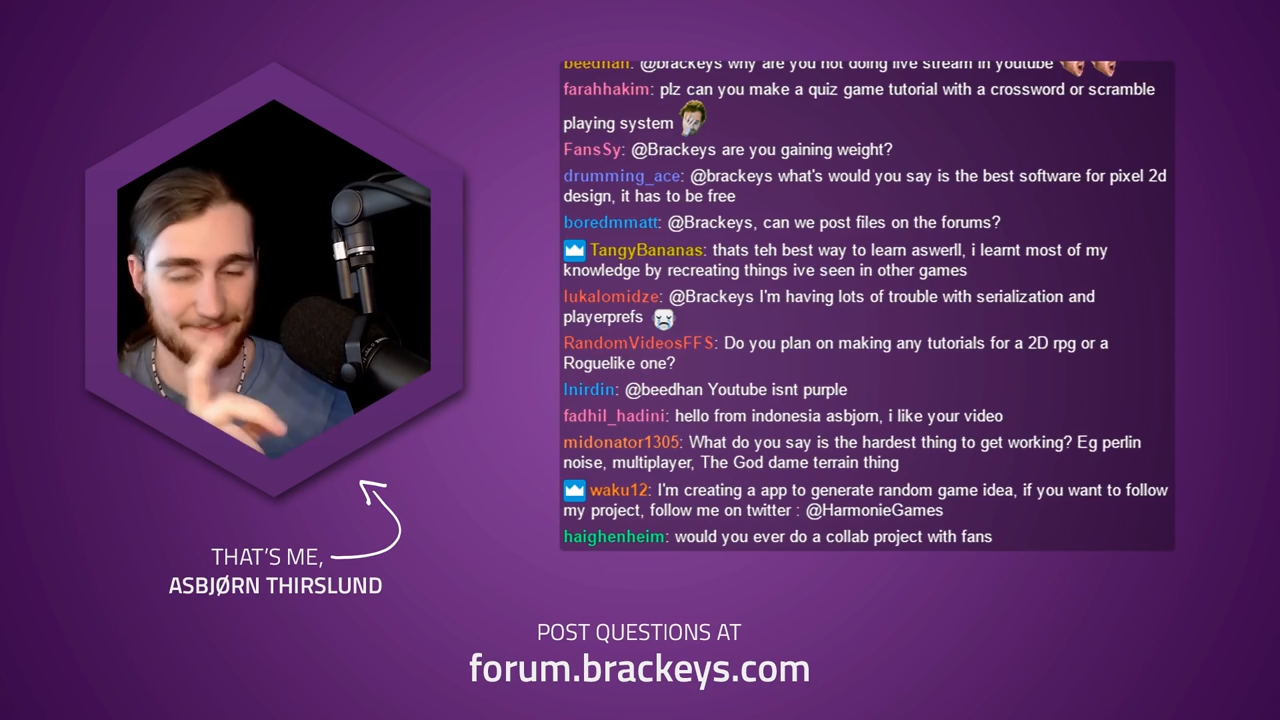 beedhan: @brackeys why are you not doing live stream in youtube
farahhakim: plz can you make a quiz game tutorial with a crossword or scramble
playing system
FansSy: @Brackeys are you gaining weight?
drumming_ace: @brackeys what's would you say is the best software for pixel 2d
design, it has to be free
boredmmatt: @Brackeys, can we post files on the forums?
TangyBananas: thats teh best way to learn aswerll, i learnt most of my
knowledge by recreating things ive seen in other games
lukalomidze: @Brackeys I'm having lots of trouble with serialization and
playerprefs
RandomVideosFFS: Do you plan on making any tutorials for a 2D rpg or a
Roguelike one?
lnirdin: @beedhan Youtube isnt purple
fadhil_hadini: hello from indonesia asbjorn, i like your video
midonator1305: What do you say is the hardest thing to get working? Eg perlin
noise, multiplayer, The God dame terrain thing
waku12: I'm creating a app to generate random game idea, if you want to follow
my project, follow me on twitter : @HarmonieGames
haighenheim: would you ever do a collab project with fans
THAT'S ME,
ASBJØRN THIRSLUND
POST QUESTIONS AT
forum.brackeys.com